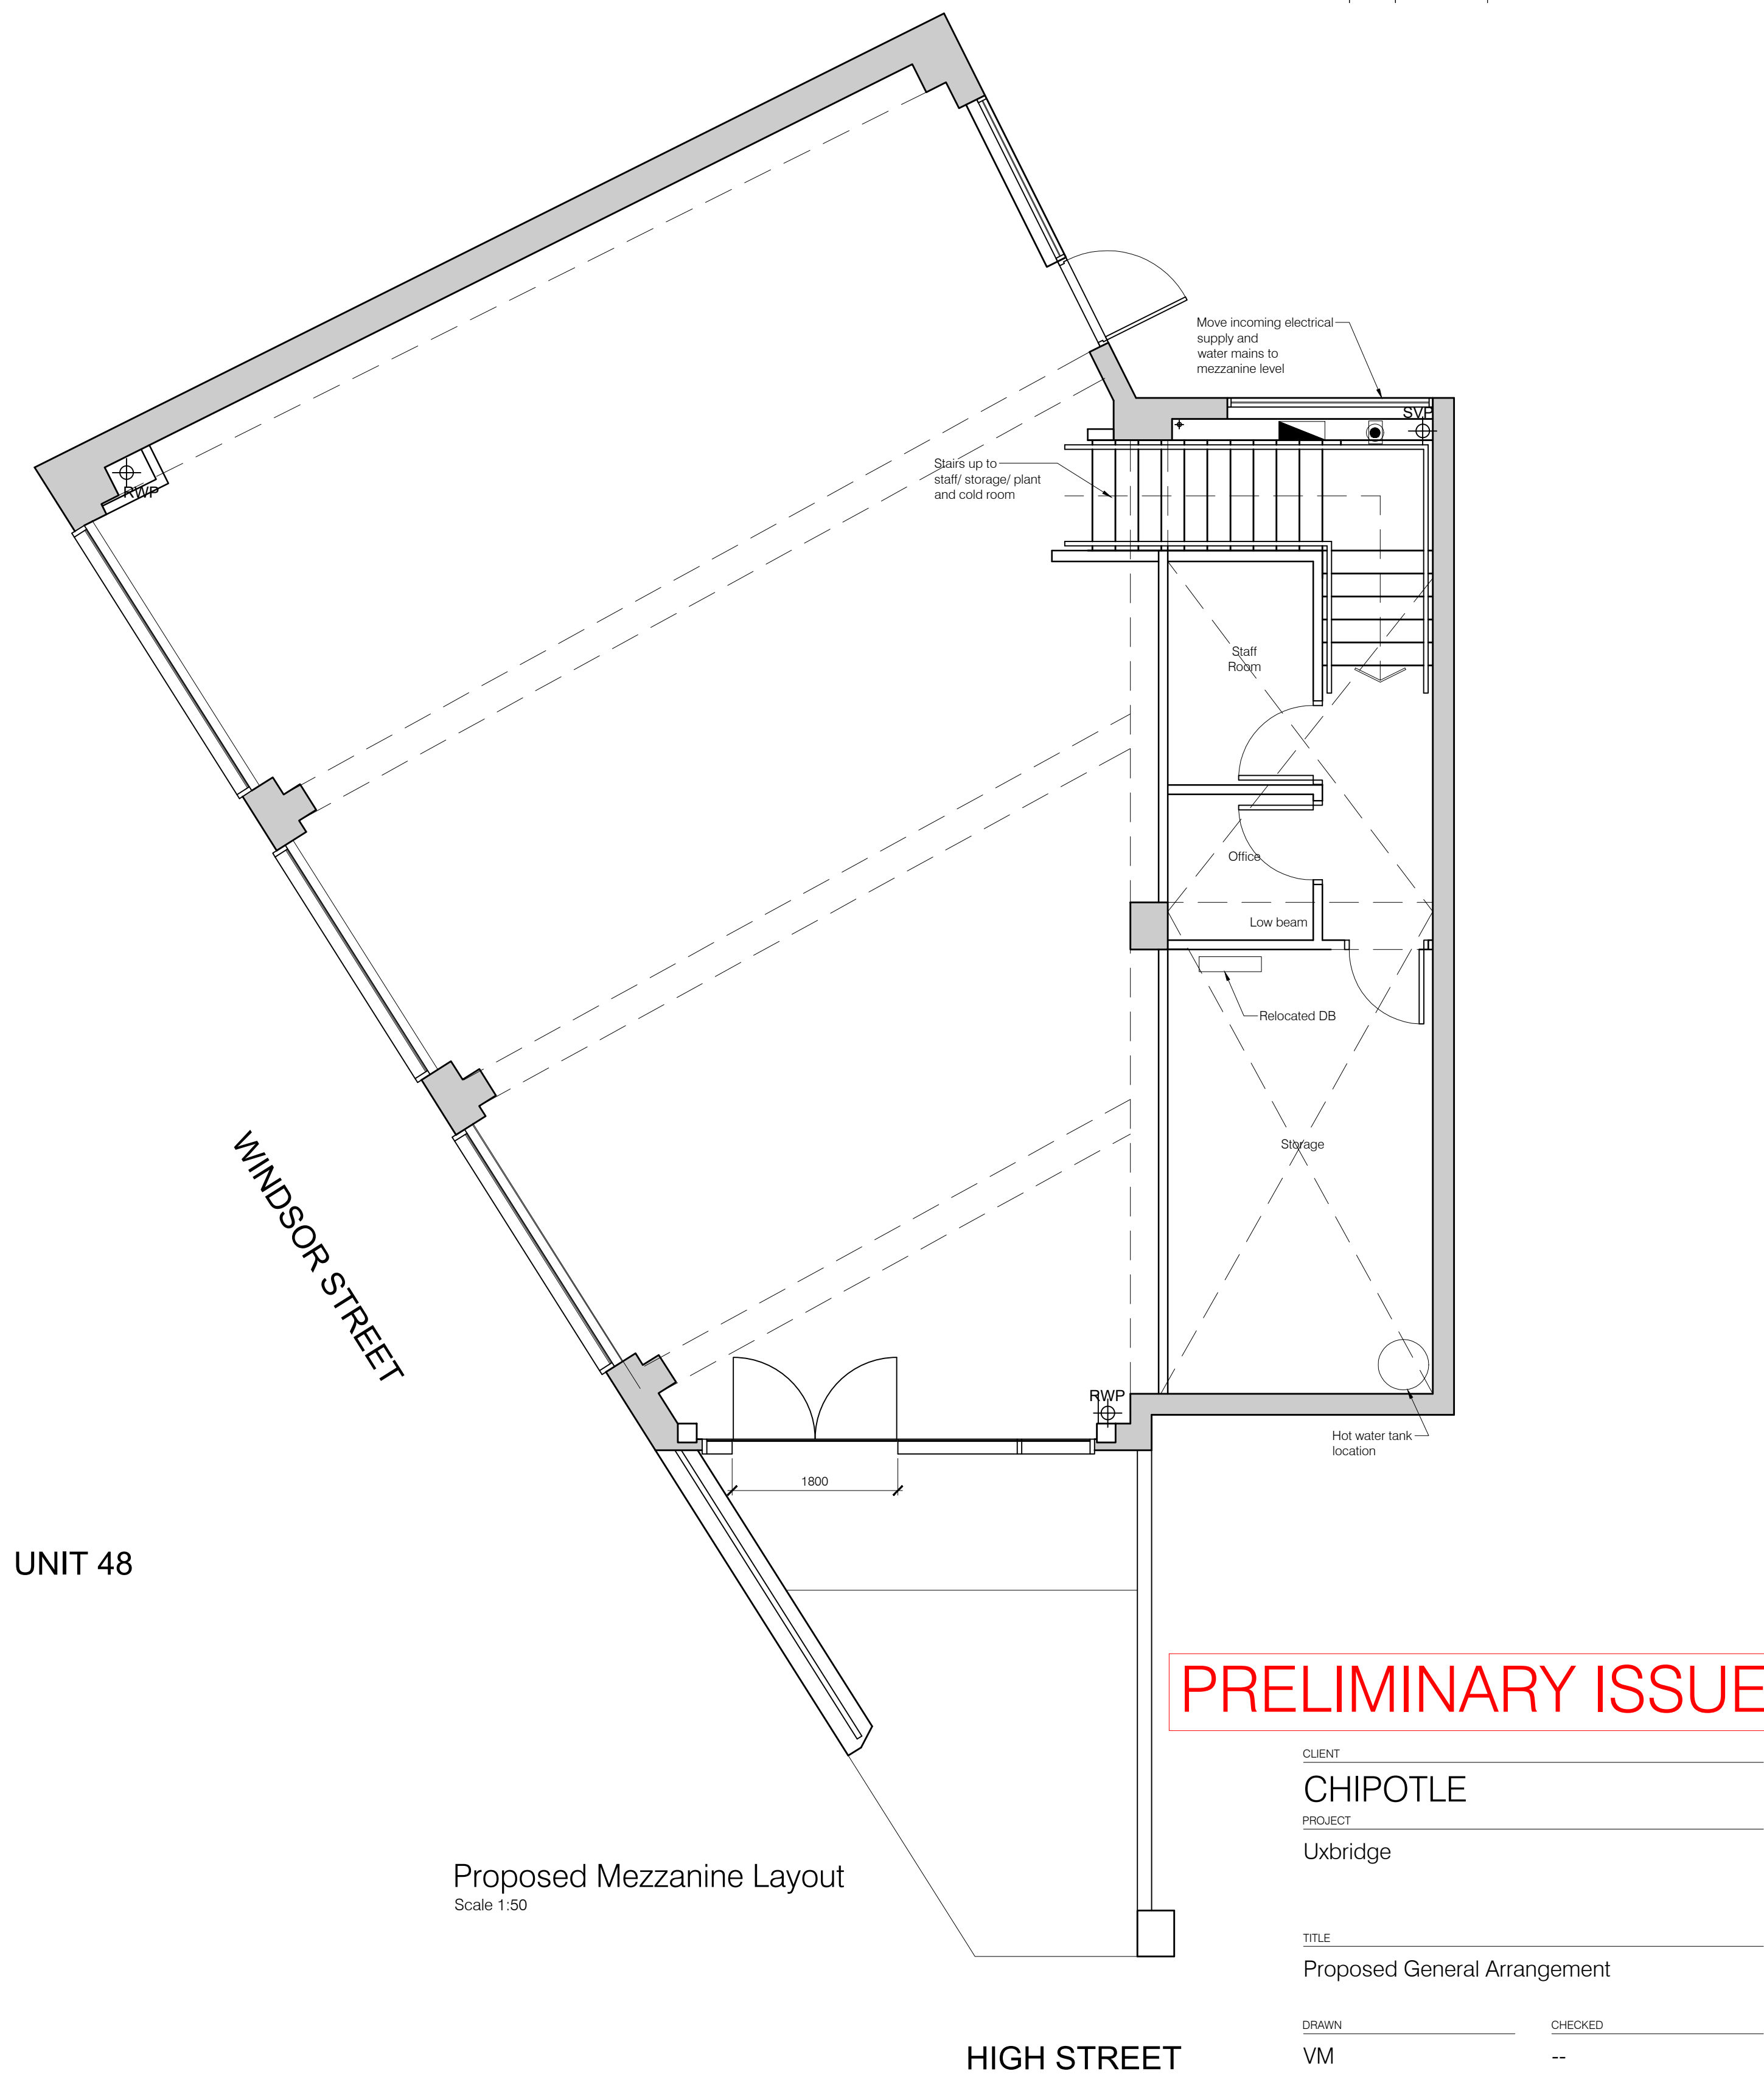 Move incoming electrical
supply and
water mains to
mezzanine level
SVP
Stairs up to
staff/ storage/ plant
and cold room
RWP
Staff
Room
Office
Low beam
Relocated DB
Storage
WINDSOR STREET
RWP
Hot water tank
location
1800
UNIT 48
PRELIMINARY ISSUE
CLIENT
CHIPOTLE
PROJECT
Uxbridge
Proposed Mezzanine Layout
Scale 1:50
TITLE
Proposed General Arrangement
DRAWN
CHECKED
VM
--
HIGH STREET